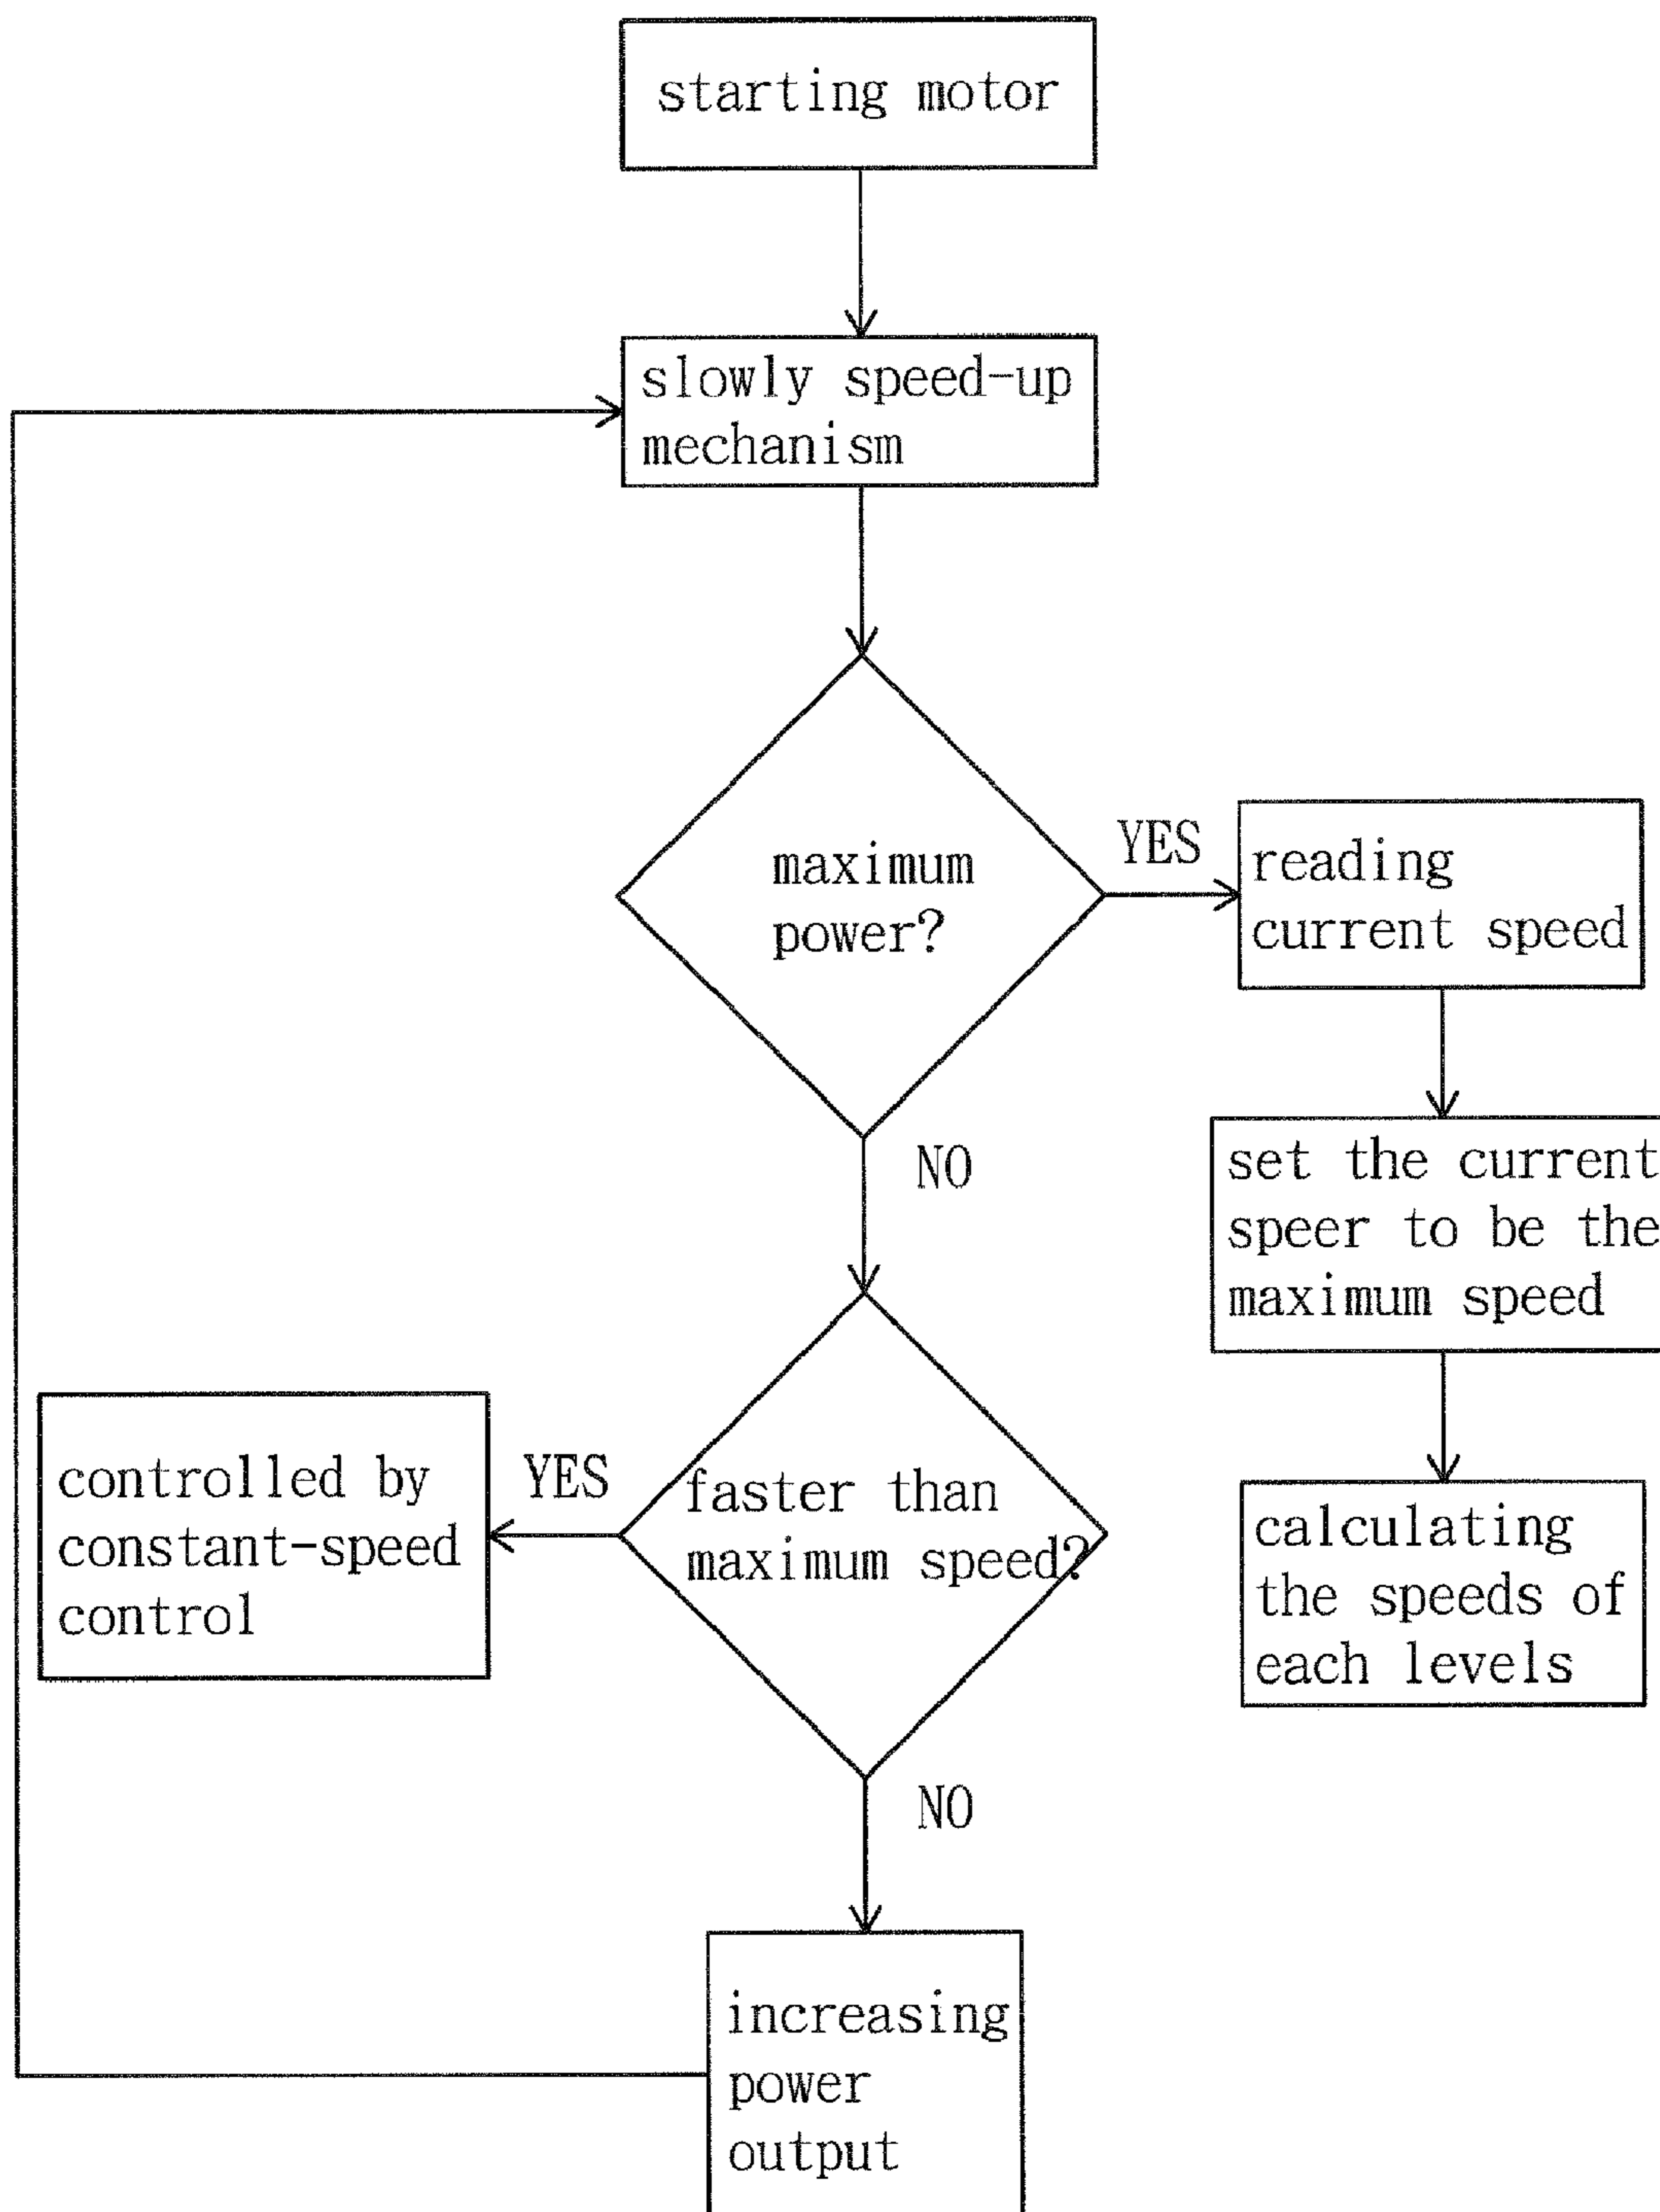 starting motor
slowly speed-up
mechanism
maximum
power?
YES
reading
current speed
NO
set the current
speer to be the
maximum speed
faster than
maximum speed?
YES
controlled by
constant-speed
control
calculating
the speeds of
each levels
NO
increasing
power
output